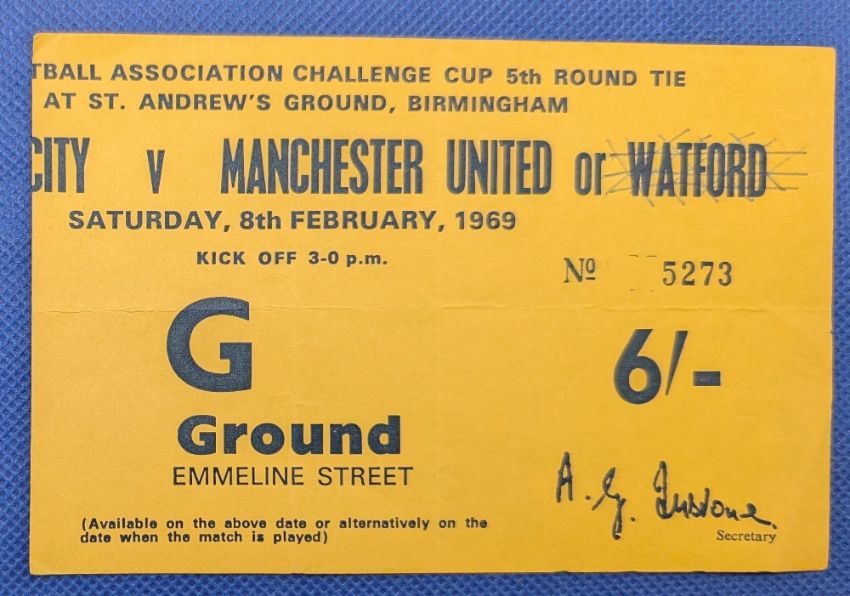 TBALL ASSOCIATION CHALLENGE CUP 5th ROUND TIE
AT ST. ANDREW'S GROUND, BIRMINGHAM
CITY v MANCHESTER UNITED or WATFORD
SATURDAY, 8th FEBRUARY, 1969
KICK OFF 3-0 p.m.
Nº 5273
G
6/-
Ground
EMMELINE STREET
A. G.
Secretary
(Available on the above date or alternatively on the
date when the match is played)